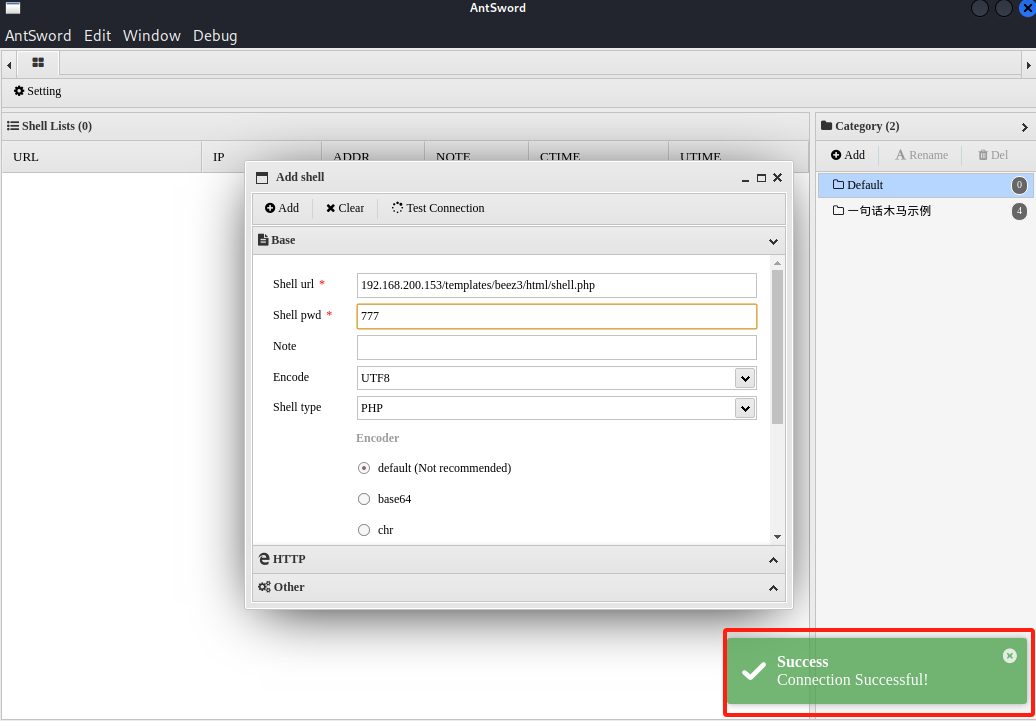 AntSword
AntSword Edit Window Debug
Setting
Shell Lists (0)
URL IP ADDR NOTE CTIME UTIME
Category (2)
Add Rename Del
Default 0
一句话木马示例 4
Add shell
Add Clear Test Connection
Base
Shell url * 192.168.200.153/templates/beez3/html/shell.php
Shell pwd * 777
Note
Encode UTF8
Shell type PHP
Encoder
default (Not recommended)
base64
chr
HTTP
Other
Success
Connection Successful!